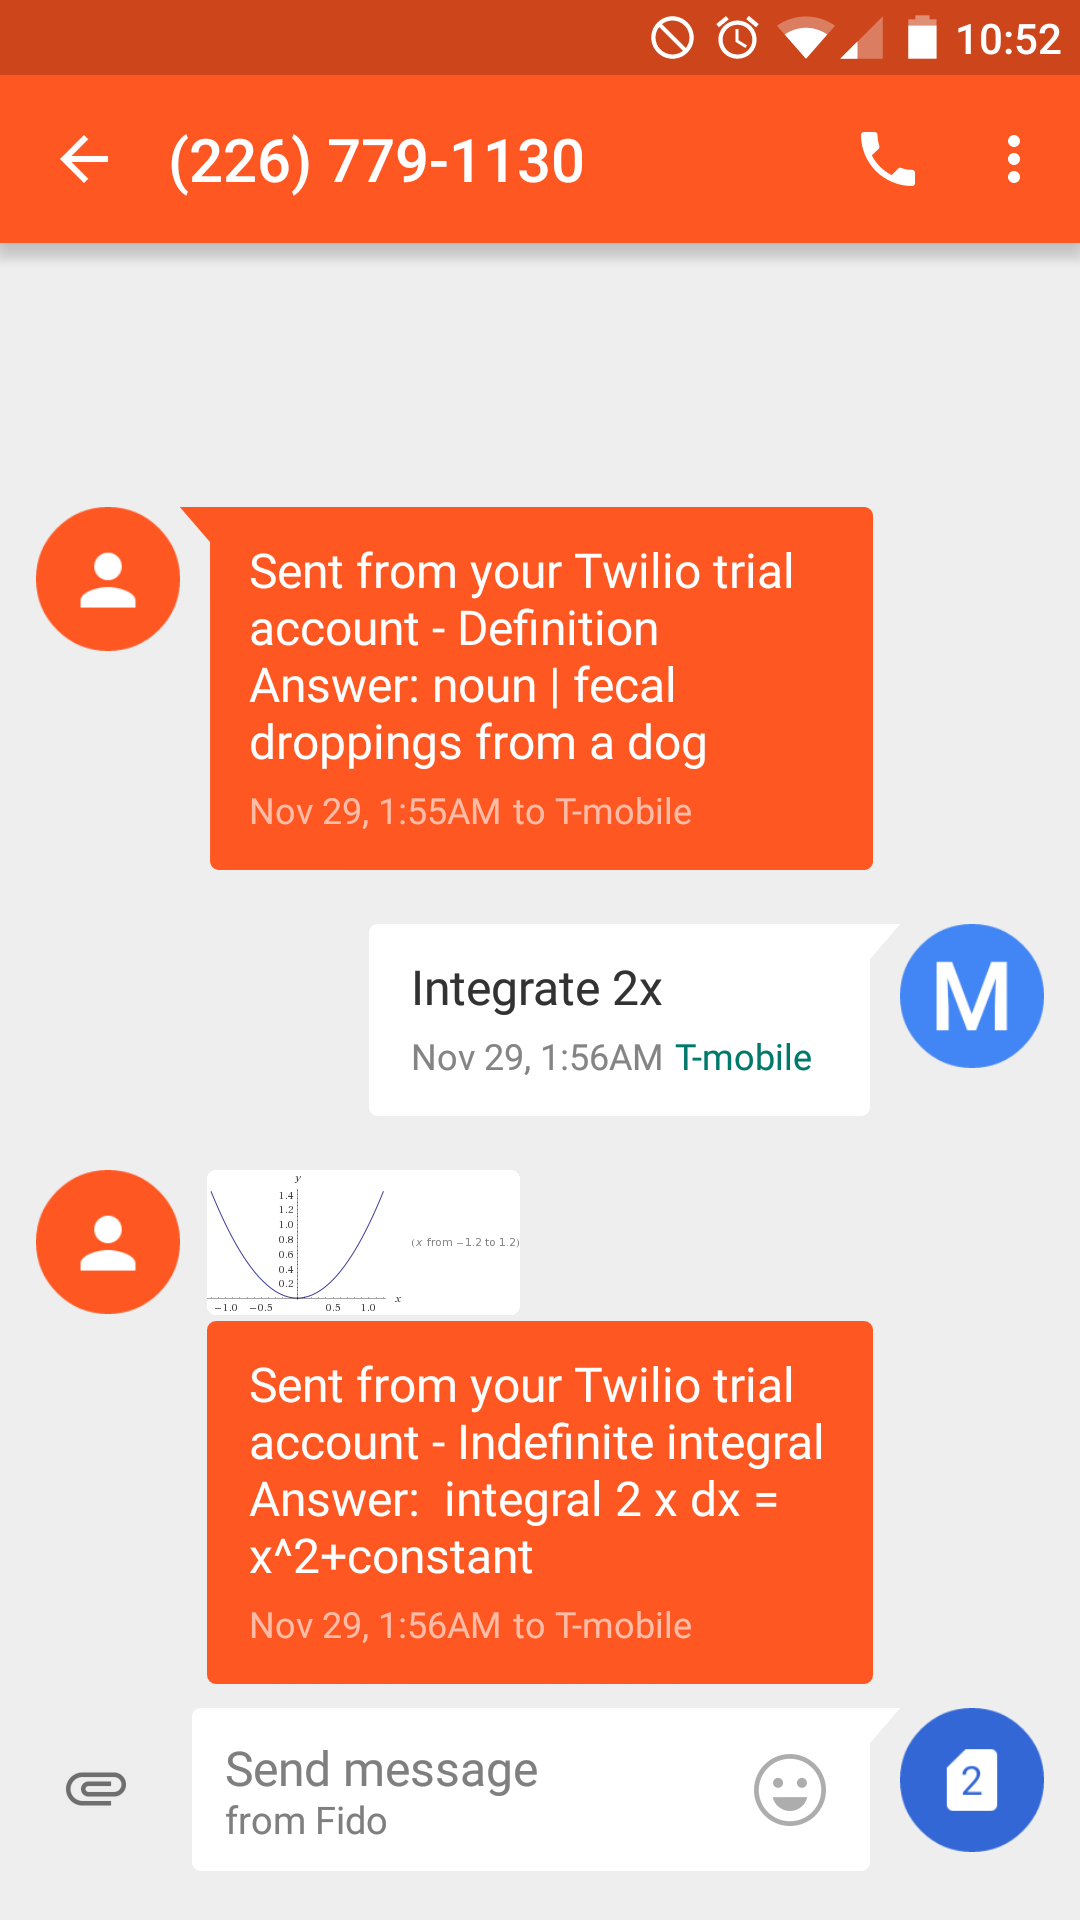 10:52
(226) 779-1130
Sent from your Twilio trial
account - Definition
Answer: noun | fecal
droppings from a dog
Nov 29, 1:55AM to T-mobile
Integrate 2x
Nov 29, 1:56AM T-mobile
M
y
1.4
1.2
1.0
0.8
0.6
0.4
0.2
(x from −1.2 to 1.2)
x
−1.0 −0.5 0.5 1.0
Sent from your Twilio trial
account - Indefinite integral
Answer:  integral 2 x dx =
x^2+constant
Nov 29, 1:56AM to T-mobile
Send message
from Fido
2